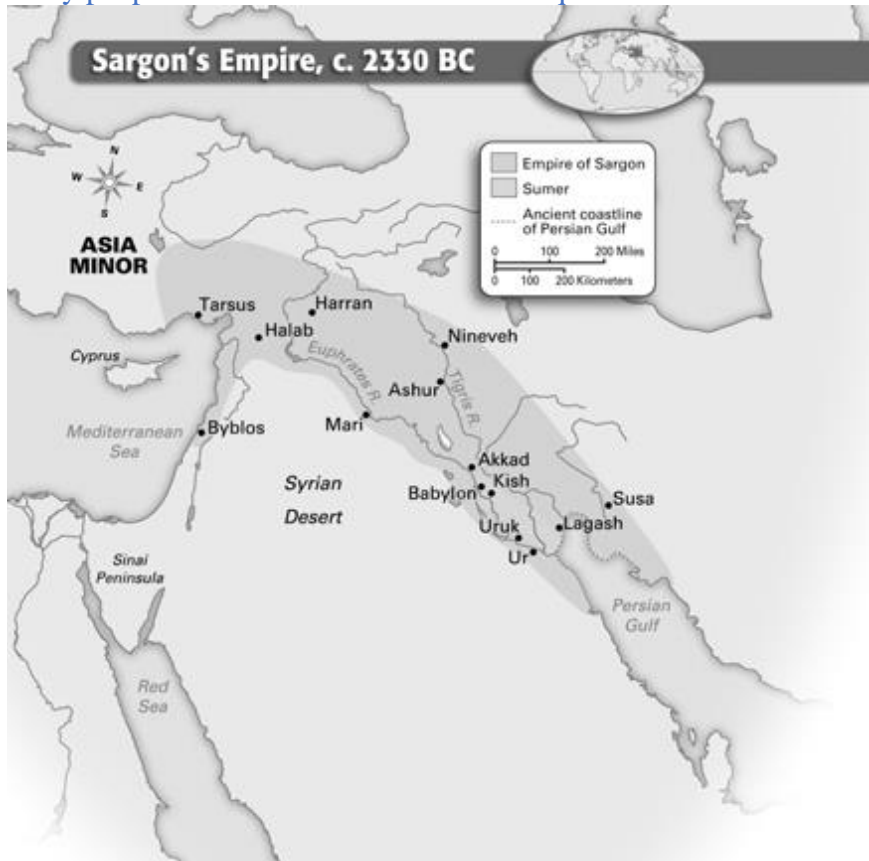 Sargon's Empire, c. 2330 BC
N
W
E
S
Empire of Sargon
Sumer
Ancient coastline
of Persian Gulf
0 100 200 Miles
0 100 200 Kilometers
ASIA
MINOR
Tarsus
Harran
Halab
Nineveh
Cyprus
Euphrates R.
Ashur
Tigris R.
Mediterranean
Sea
Byblos
Mari
Akkad
Syrian
Desert
Babylon
Kish
Susa
Uruk
Lagash
Ur
Sinai
Peninsula
Persian
Gulf
Red
Sea